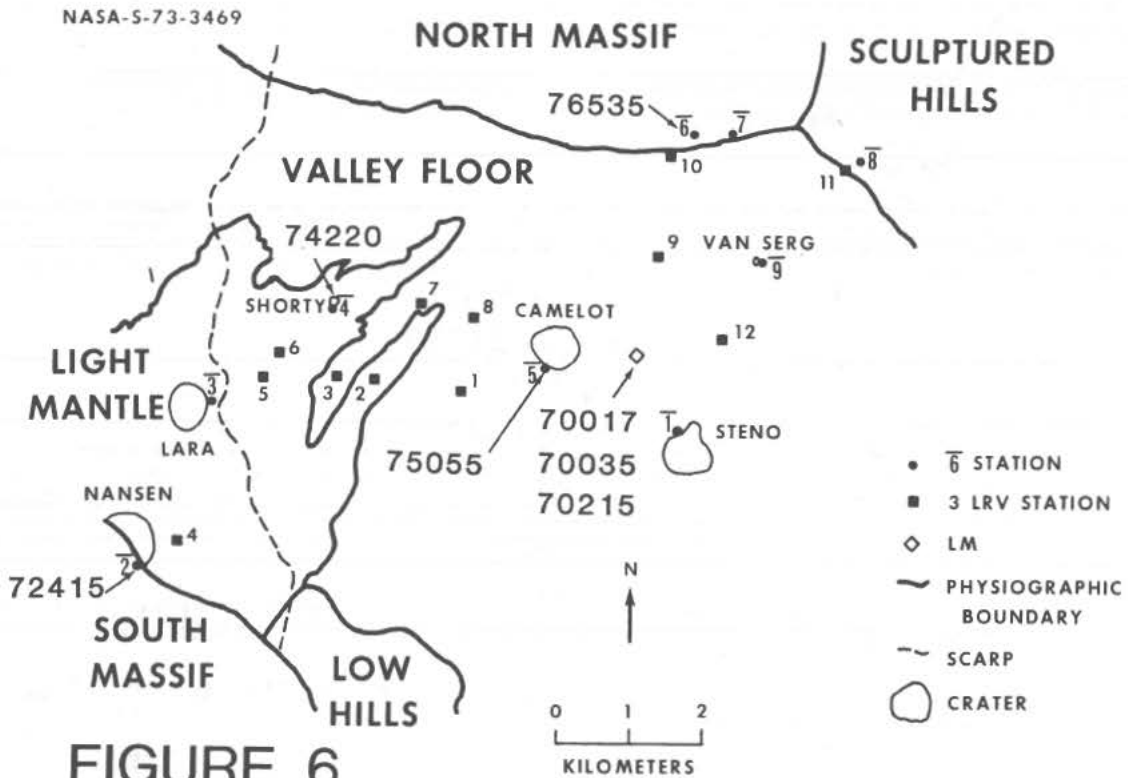 NASA-S-73-3469
NORTH MASSIF
SCULPTURED
HILLS
76535
6
7
10
11
8
VALLEY FLOOR
74220
9
VAN SERG
9
SHORTY
4
7
8
CAMELOT
12
LIGHT
MANTLE
6
3
5
3
2
1
5
LARA
70017
70035
70215
1
STENO
75055
NANSEN
4
2
72415
SOUTH
MASSIF
LOW
HILLS
N
0 1 2
KILOMETERS
6 STATION
3 LRV STATION
LM
PHYSIOGRAPHIC
BOUNDARY
SCARP
CRATER
FIGURE 6